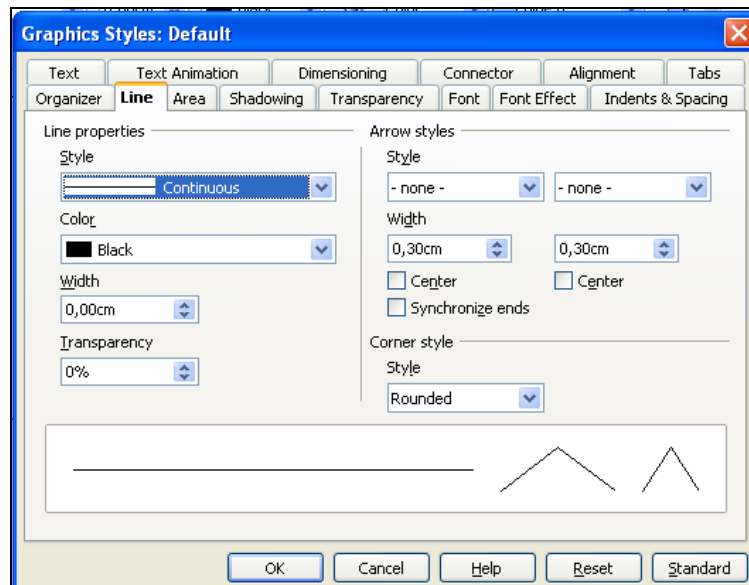 Graphics Styles: Default
Text Text Animation Dimensioning Connector Alignment Tabs
Organizer Line Area Shadowing Transparency Font Font Effect Indents & Spacing
Line properties
Style
Continuous
Color
Black
Width
0,00cm
Transparency
0%
Arrow styles
Style
- none - - none -
Width
0,30cm 0,30cm
Center Center
Synchronize ends
Corner style
Style
Rounded
OK Cancel Help Reset Standard